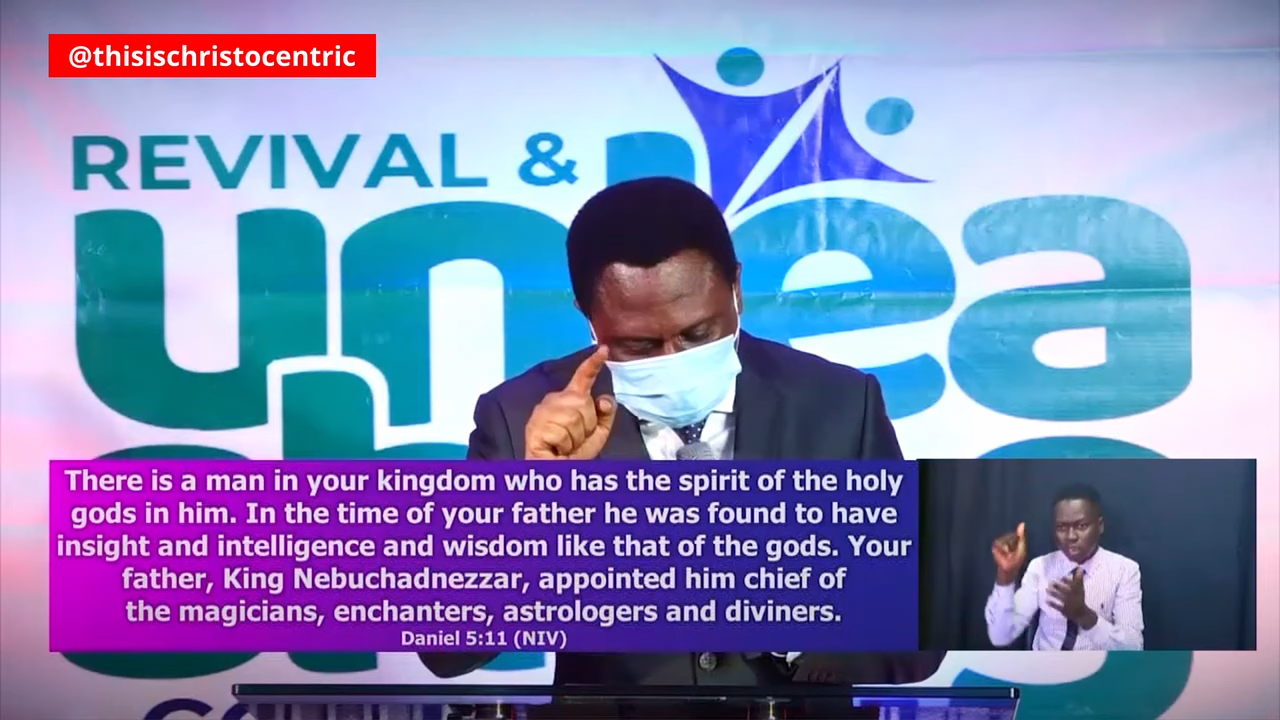 @thisischristocentric
REVIVAL &
There is a man in your kingdom who has the spirit of the holy
gods in him. In the time of your father he was found to have
insight and intelligence and wisdom like that of the gods. Your
father, King Nebuchadnezzar, appointed him chief of
the magicians, enchanters, astrologers and diviners.
Daniel 5:11 (NIV)